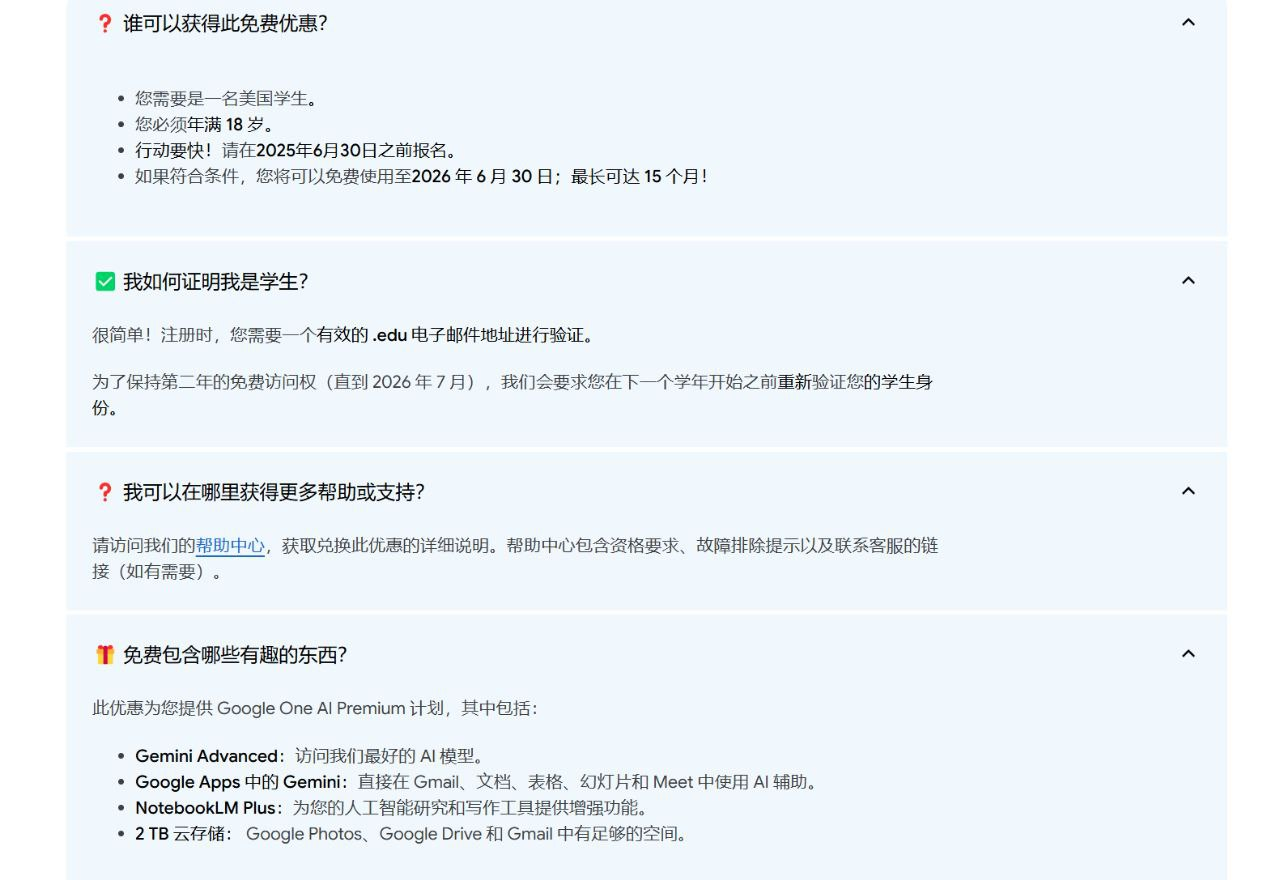 ❓ 谁可以获得此免费优惠？
• 您需要是一名美国学生。
• 您必须年满 18 岁。
• 行动要快！请在2025年6月30日之前报名。
• 如果符合条件，您将可以免费使用至2026 年 6 月 30 日；最长可达 15 个月！
✅ 我如何证明我是学生？
很简单！注册时，您需要一个有效的 .edu 电子邮件地址进行验证。
为了保持第二年的免费访问权（直到 2026 年 7 月），我们会要求您在下一个学年开始之前重新验证您的学生身
份。
❓ 我可以在哪里获得更多帮助或支持？
请访问我们的帮助中心，获取兑换此优惠的详细说明。帮助中心包含资格要求、故障排除提示以及联系客服的链
接（如有需要）。
🎁 免费包含哪些有趣的东西？
此优惠为您提供 Google One AI Premium 计划，其中包括：
• Gemini Advanced：访问我们最好的 AI 模型。
• Google Apps 中的 Gemini：直接在 Gmail、文档、表格、幻灯片和 Meet 中使用 AI 辅助。
• NotebookLM Plus：为您的人工智能研究和写作工具提供增强功能。
• 2 TB 云存储： Google Photos、Google Drive 和 Gmail 中有足够的空间。